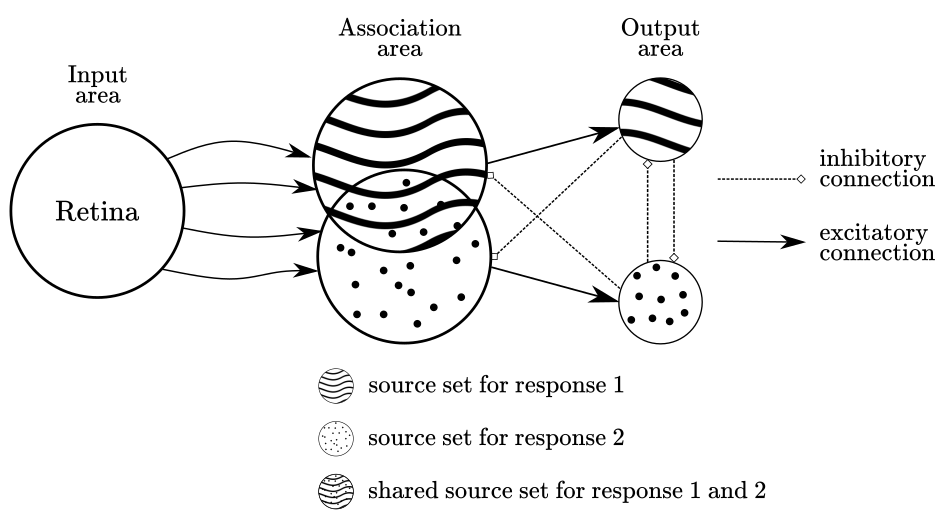 Input
area
Association
area
Output
area
Retina
inhibitory
connection
excitatory
connection
source set for response 1
source set for response 2
shared source set for response 1 and 2